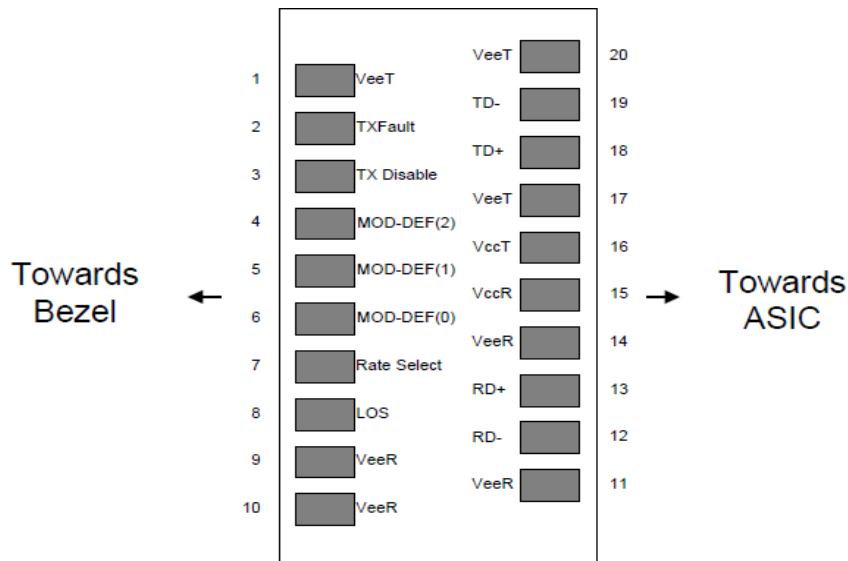 VeeT 20
1 VeeT
TD- 19
2 TXFault
TD+ 18
3 TX Disable
VeeT 17
4 MOD-DEF(2)
VccT 16
5 MOD-DEF(1)
Towards
Bezel
VccR 15
Towards
ASIC
6 MOD-DEF(0)
VeeR 14
7 Rate Select
RD+ 13
8 LOS
RD- 12
9 VeeR
VeeR 11
10 VeeR